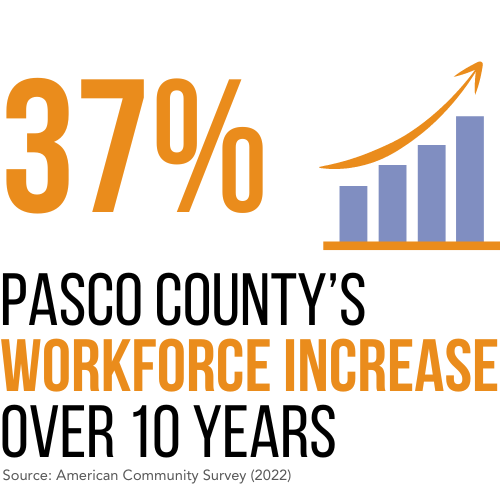 37%
PASCO COUNTY’S
WORKFORCE INCREASE
OVER 10 YEARS
Source: American Community Survey (2022)